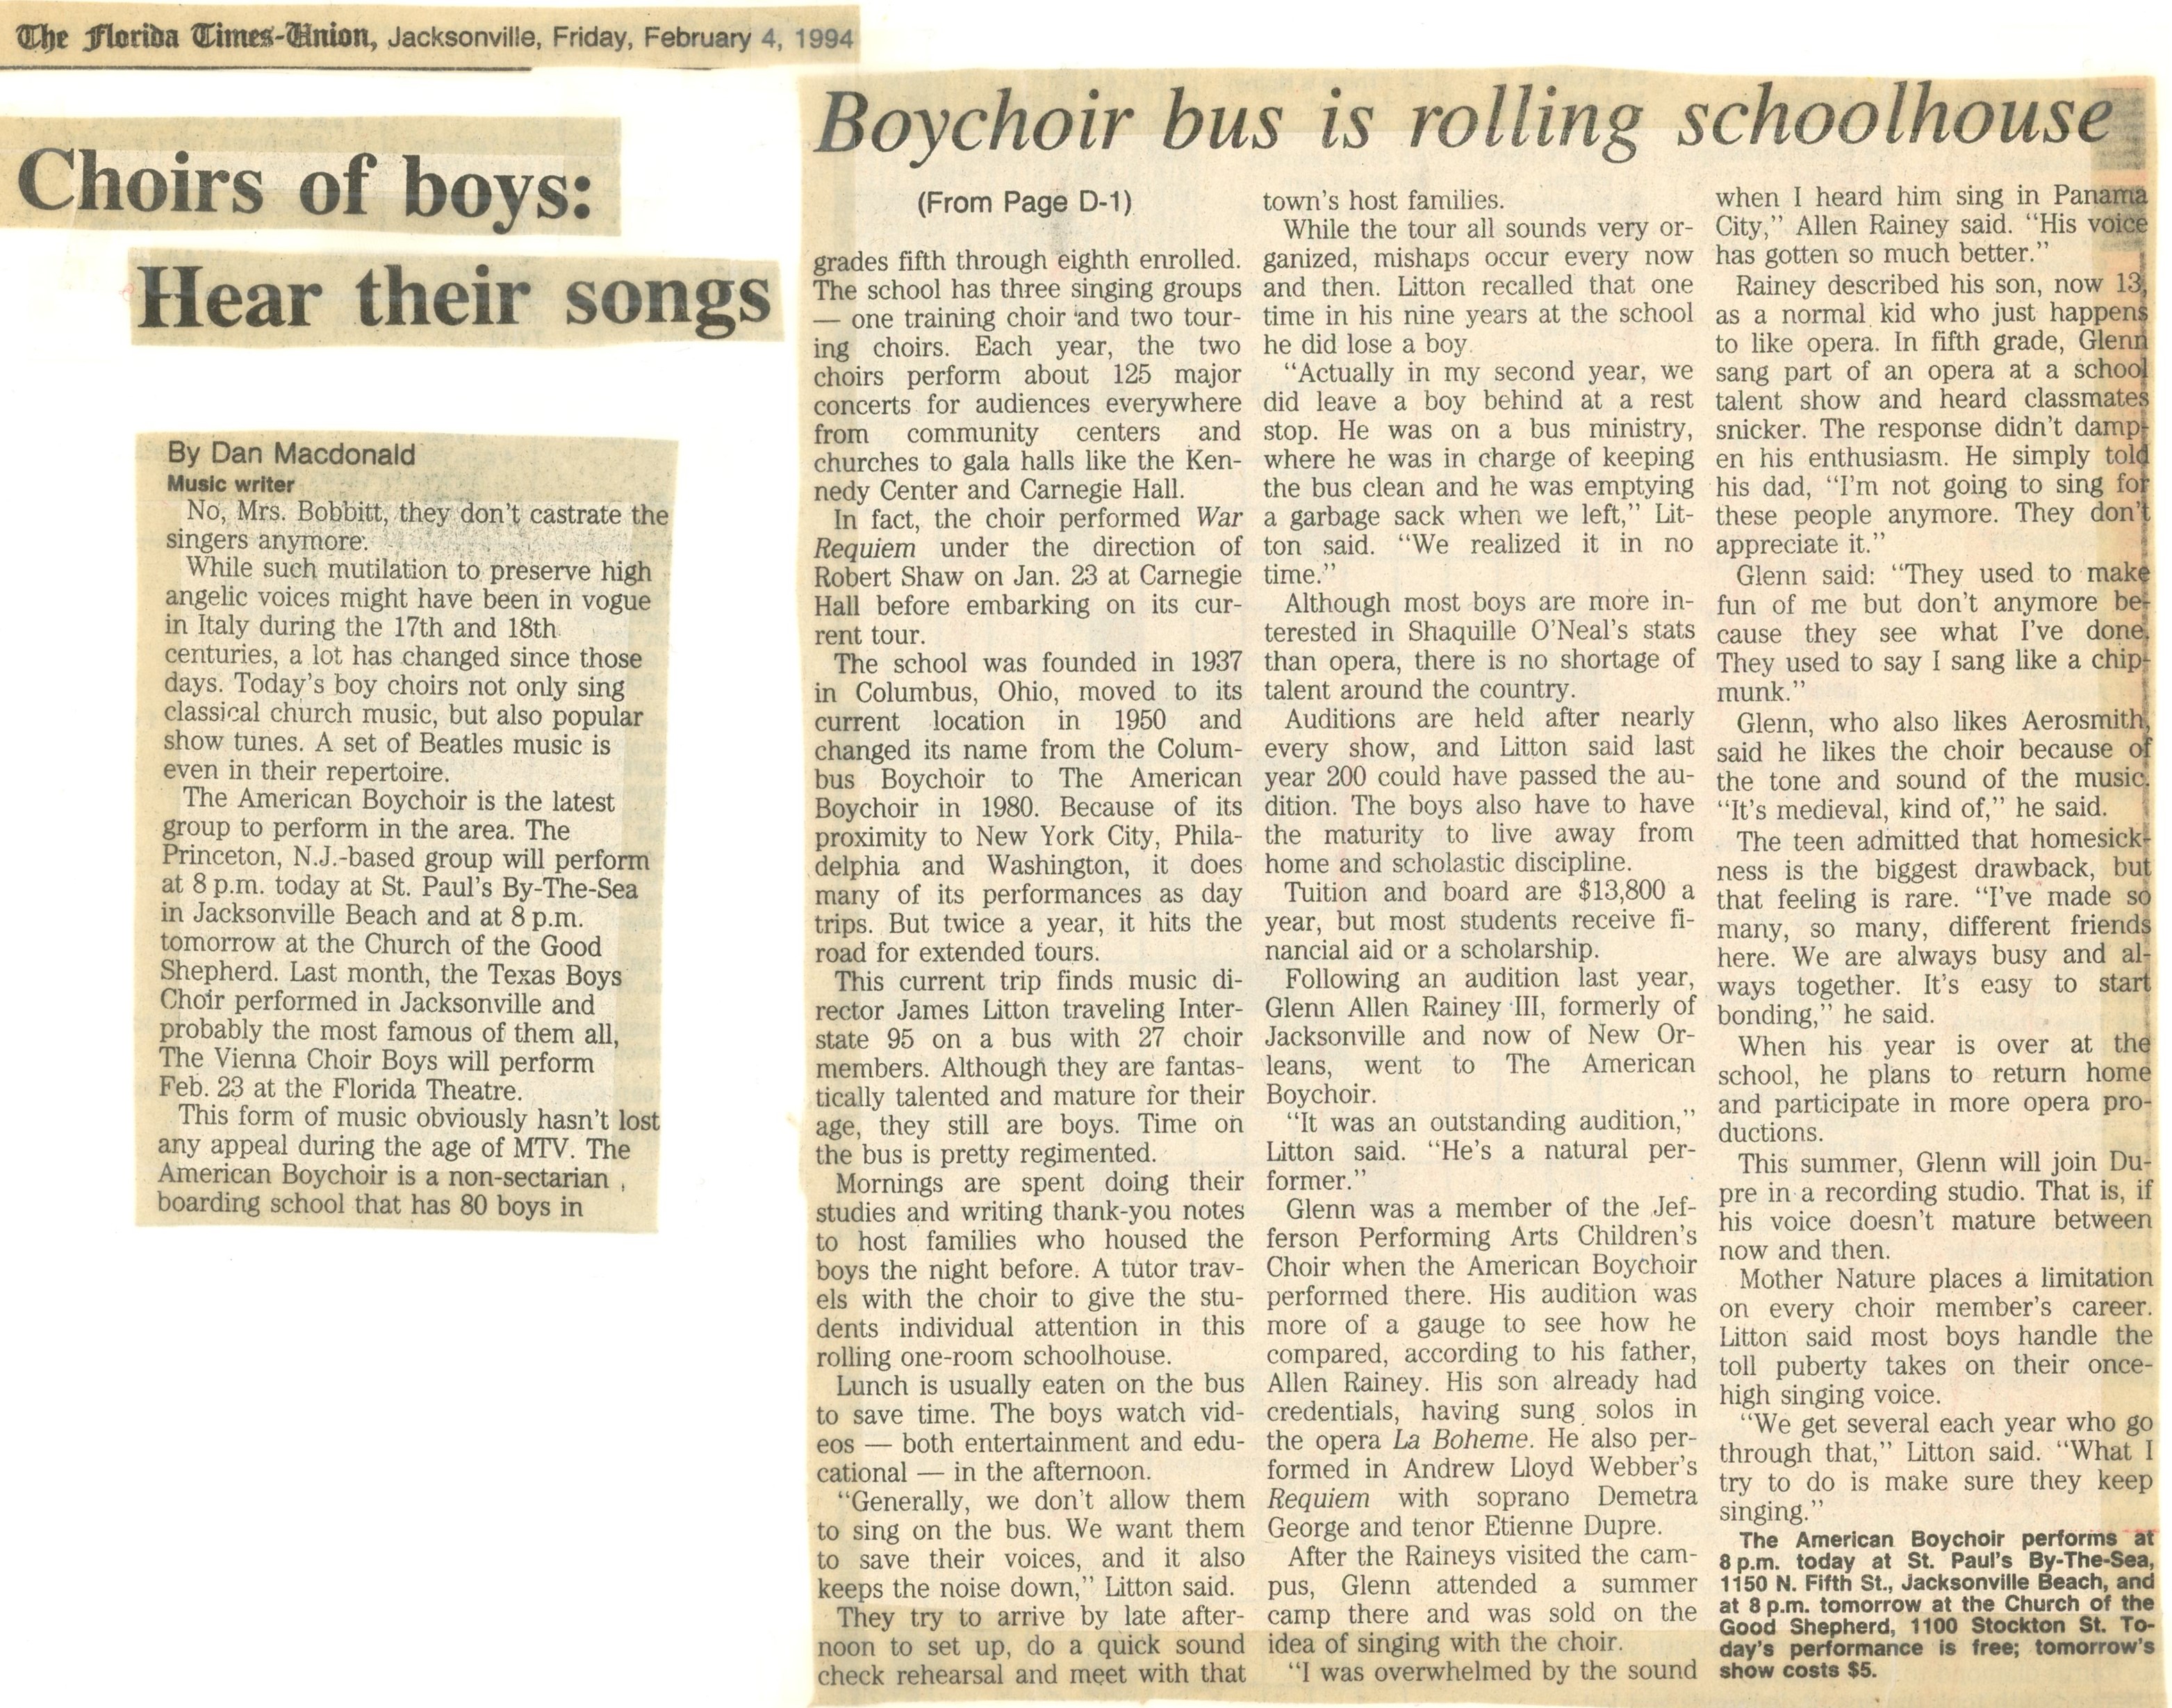 The Florida Times-Union, Jacksonville, Friday, February 4, 1994
Choirs of boys:
Hear their songs
By Dan Macdonald
Music writer
No, Mrs. Bobbitt, they don't castrate the
singers anymore.
While such mutilation to preserve high
angelic voices might have been in vogue
in Italy during the 17th and 18th
centuries, a lot has changed since those
days. Today's boy choirs not only sing
classical church music, but also popular
show tunes. A set of Beatles music is
even in their repertoire.
The American Boychoir is the latest
group to perform in the area. The
Princeton, N.J.-based group will perform
at 8 p.m. today at St. Paul's By-The-Sea
in Jacksonville Beach and at 8 p.m.
tomorrow at the Church of the Good
Shepherd. Last month, the Texas Boys
Choir performed in Jacksonville and
probably the most famous of them all,
The Vienna Choir Boys will perform
Feb. 23 at the Florida Theatre.
This form of music obviously hasn't lost
any appeal during the age of MTV. The
American Boychoir is a non-sectarian
boarding school that has 80 boys in
Boychoir bus is rolling schoolhouse
(From Page D-1)
grades fifth through eighth enrolled.
The school has three singing groups
— one training choir and two tour-
ing choirs. Each year, the two
choirs perform about 125 major
concerts for audiences everywhere
from community centers and
churches to gala halls like the Ken-
nedy Center and Carnegie Hall.
In fact, the choir performed War
Requiem under the direction of
Robert Shaw on Jan. 23 at Carnegie
Hall before embarking on its cur-
rent tour.
The school was founded in 1937
in Columbus, Ohio, moved to its
current location in 1950 and
changed its name from the Colum-
bus Boychoir to The American
Boychoir in 1980. Because of its
proximity to New York City, Phila-
delphia and Washington, it does
many of its performances as day
trips. But twice a year, it hits the
road for extended tours.
This current trip finds music di-
rector James Litton traveling Inter-
state 95 on a bus with 27 choir
members. Although they are fantas-
tically talented and mature for their
age, they still are boys. Time on
the bus is pretty regimented.
Mornings are spent doing their
studies and writing thank-you notes
to host families who housed the
boys the night before. A tutor trav-
els with the choir to give the stu-
dents individual attention in this
rolling one-room schoolhouse.
Lunch is usually eaten on the bus
to save time. The boys watch vid-
eos — both entertainment and edu-
cational — in the afternoon.
"Generally, we don't allow them
to sing on the bus. We want them
to save their voices, and it also
keeps the noise down," Litton said.
They try to arrive by late after-
noon to set up, do a quick sound
check rehearsal and meet with that
town's host families.
While the tour all sounds very or-
ganized, mishaps occur every now
and then. Litton recalled that one
time in his nine years at the school
he did lose a boy.
"Actually in my second year, we
did leave a boy behind at a rest
stop. He was on a bus ministry,
where he was in charge of keeping
the bus clean and he was emptying
a garbage sack when we left," Lit-
ton said. "We realized it in no
time."
Although most boys are more in-
terested in Shaquille O'Neal's stats
than opera, there is no shortage of
talent around the country.
Auditions are held after nearly
every show, and Litton said last
year 200 could have passed the au-
dition. The boys also have to have
the maturity to live away from
home and scholastic discipline.
Tuition and board are $13,800 a
year, but most students receive fi-
nancial aid or a scholarship.
Following an audition last year,
Glenn Allen Rainey III, formerly of
Jacksonville and now of New Or-
leans, went to The American
Boychoir.
"It was an outstanding audition,"
Litton said. "He's a natural per-
former."
Glenn was a member of the Jef-
ferson Performing Arts Children's
Choir when the American Boychoir
performed there. His audition was
more of a gauge to see how he
compared, according to his father,
Allen Rainey. His son already had
credentials, having sung solos in
the opera La Boheme. He also per-
formed in Andrew Lloyd Webber's
Requiem with soprano Demetra
George and tenor Etienne Dupre.
After the Raineys visited the cam-
pus, Glenn attended a summer
camp there and was sold on the
idea of singing with the choir.
"I was overwhelmed by the sound
when I heard him sing in Panama
City," Allen Rainey said. "His voice
has gotten so much better."
Rainey described his son, now 13,
as a normal kid who just happens
to like opera. In fifth grade, Glenn
sang part of an opera at a school
talent show and heard classmates
snicker. The response didn't damp-
en his enthusiasm. He simply told
his dad, "I'm not going to sing for
these people anymore. They don't
appreciate it."
Glenn said: "They used to make
fun of me but don't anymore be-
cause they see what I've done.
They used to say I sang like a chip-
munk."
Glenn, who also likes Aerosmith,
said he likes the choir because of
the tone and sound of the music.
"It's medieval, kind of," he said.
The teen admitted that homesick-
ness is the biggest drawback, but
that feeling is rare. "I've made so
many, so many, different friends
here. We are always busy and al-
ways together. It's easy to start
bonding," he said.
When his year is over at the
school, he plans to return home
and participate in more opera pro-
ductions.
This summer, Glenn will join Du-
pre in a recording studio. That is, if
his voice doesn't mature between
now and then.
Mother Nature places a limitation
on every choir member's career.
Litton said most boys handle the
toll puberty takes on their once-
high singing voice.
"We get several each year who go
through that," Litton said. "What I
try to do is make sure they keep
singing."
The American Boychoir performs at
8 p.m. today at St. Paul's By-The-Sea,
1150 N. Fifth St., Jacksonville Beach, and
at 8 p.m. tomorrow at the Church of the
Good Shepherd, 1100 Stockton St. To-
day's performance is free; tomorrow's
show costs $5.